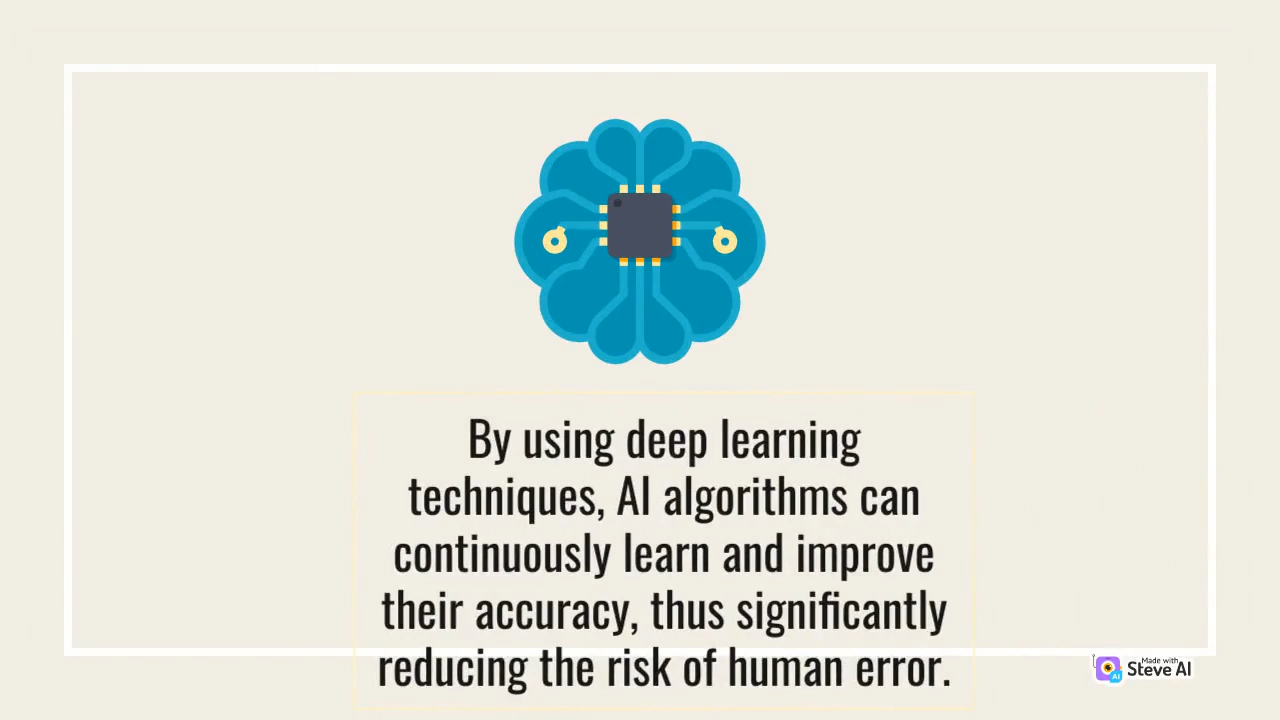 By using deep learning
techniques, AI algorithms can
continuously learn and improve
their accuracy, thus significantly
reducing the risk of human error.
Made with
Steve AI
AI